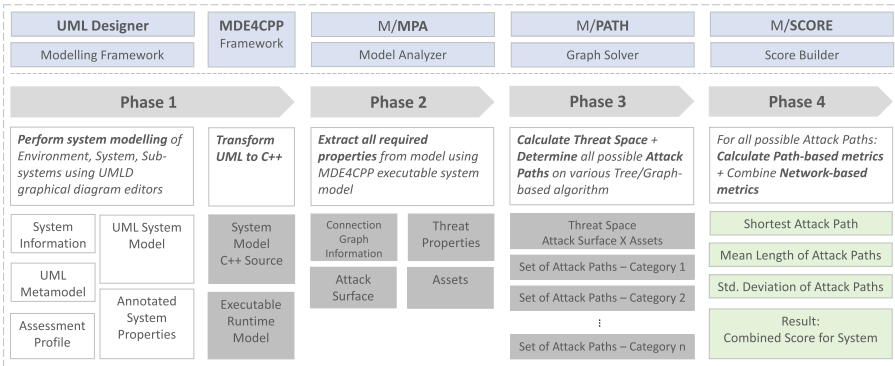 UML Designer
Modelling Framework
MDE4CPP
Framework
M/MPA
Model Analyzer
M/PATH
Graph Solver
M/SCORE
Score Builder
Phase 1
Phase 2
Phase 3
Phase 4
Perform system modelling of
Environment, System, Sub-
systems using UMLD
graphical diagram editors
Transform
UML to C++
Extract all required
properties from model using
MDE4CPP executable system
model
Calculate Threat Space +
Determine all possible Attack
Paths on various Tree/Graph-
based algorithm
For all possible Attack Paths:
Calculate Path-based metrics
+ Combine Network-based
metrics
System
Information
UML
Metamodel
Assessment
Profile
UML System
Model
Annotated
System
Properties
System
Model
C++ Source
Executable
Runtime
Model
Connection
Graph
Information
Threat
Properties
Attack
Surface
Assets
Threat Space
Attack Surface X Assets
Set of Attack Paths – Category 1
Set of Attack Paths – Category 2
⋮
Set of Attack Paths – Category n
Shortest Attack Path
Mean Length of Attack Paths
Std. Deviation of Attack Paths
Result:
Combined Score for System